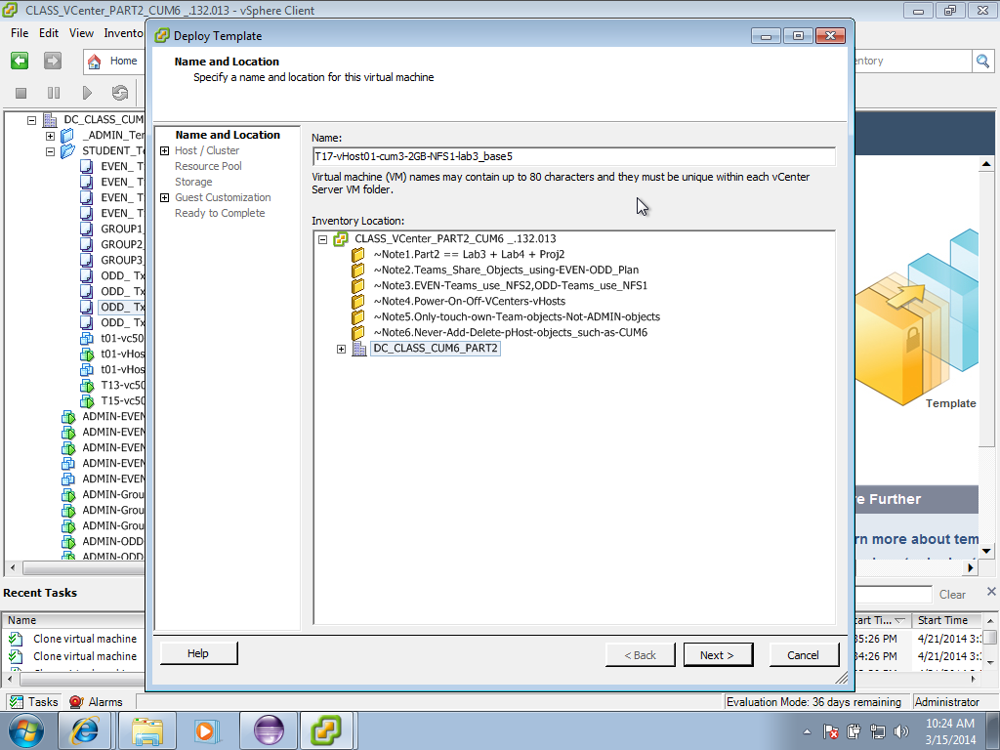 CLASS_VCenter_PART2_CUM6 _.132.013 - vSphere Client
File Edit View Invento
Home
entory
Deploy Template
Name and Location
Specify a name and location for this virtual machine
Name and Location
Host / Cluster
Resource Pool
Storage
Guest Customization
Ready to Complete
Name:
T17-vHost01-cum3-2GB-NFS1-lab3_base5
Virtual machine (VM) names may contain up to 80 characters and they must be unique within each vCenter
Server VM folder.
Inventory Location:
CLASS_VCenter_PART2_CUM6 _.132.013
~Note1.Part2 == Lab3 + Lab4 + Proj2
~Note2.Teams_Share_Objects_using-EVEN-ODD_Plan
~Note3.EVEN-Teams_use_NFS2,ODD-Teams_use_NFS1
~Note4.Power-On-Off-VCenters-vHosts
~Note5.Only-touch-own-Team-objects-Not-ADMIN-objects
~Note6.Never-Add-Delete-pHost-objects_such-as-CUM6
DC_CLASS_CUM6_PART2
Help
< Back
Next >
Cancel
DC_CLASS_CUM
_ADMIN_Ter
STUDENT_Te
EVEN_ Tx
EVEN_ Tx
EVEN_ Tx
EVEN_ Tx
GROUP1_
GROUP2_
GROUP3_
ODD_ Tx
ODD_ Tx
ODD_ Tx
ODD_ Tx
t01-vc50
t01-vHos
t01-vHos
T13-vc50
T15-vc50
ADMIN-EVEN
ADMIN-EVEN
ADMIN-EVEN
ADMIN-EVEN
ADMIN-EVEN
ADMIN-Grou
ADMIN-Grou
ADMIN-Grou
ADMIN-ODD
ADMIN-ODD
Template
re Further
rn more about tem
Recent Tasks
Clear
Name
tart Ti...
Start Time
Clone virtual machine
35:26 PM
4/21/2014 3:
Clone virtual machine
34:26 PM
4/21/2014 3:
Tasks
Alarms
Evaluation Mode: 36 days remaining
Administrator
10:24 AM
3/15/2014